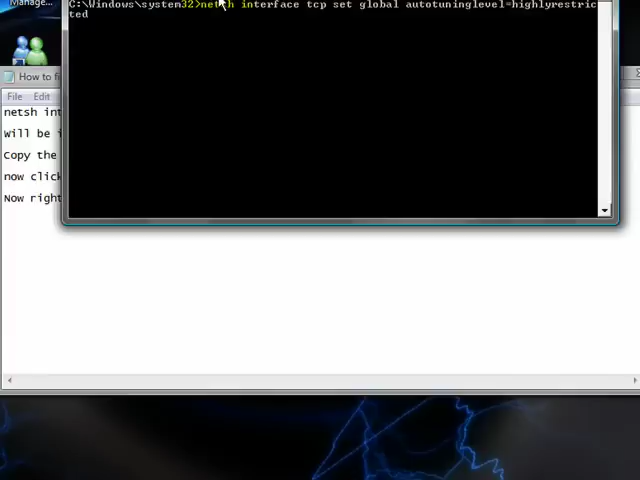 Manage...
C:\Windows\system32>netsh interface tcp set global autotuninglevel=highlyrestric
ted
How to fi
File Edit
netsh int
Will be i
Copy the
now click
Now right